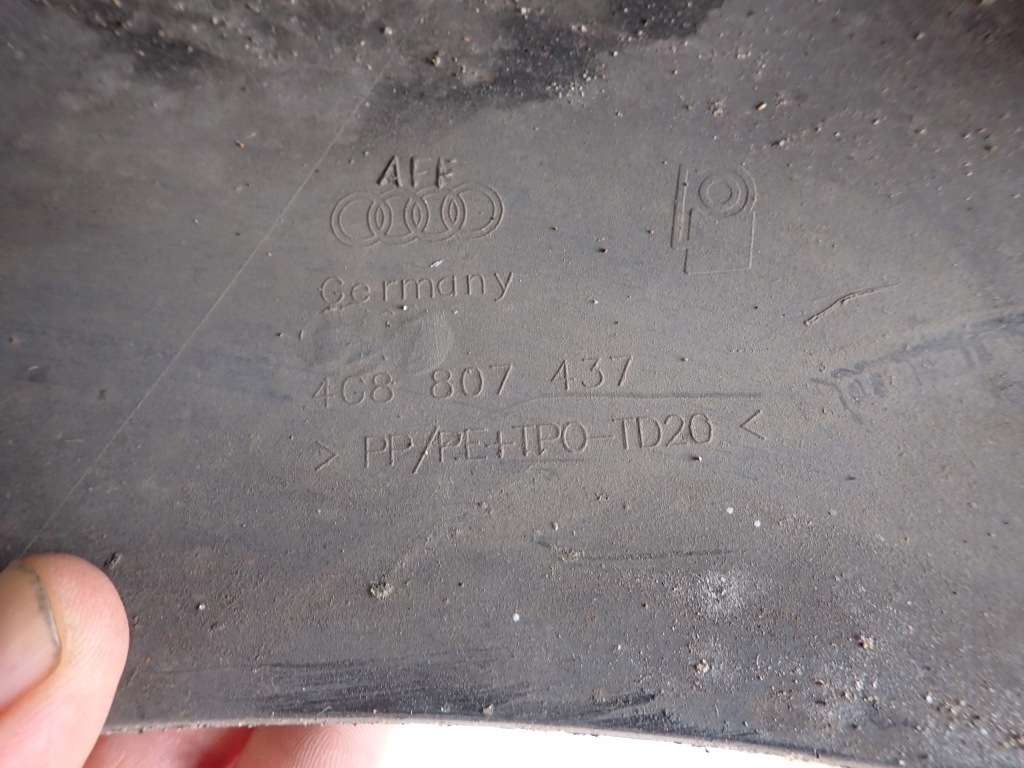 AFF
Germany
4G8 807 437
> PP/PE+TPO-TD20 <